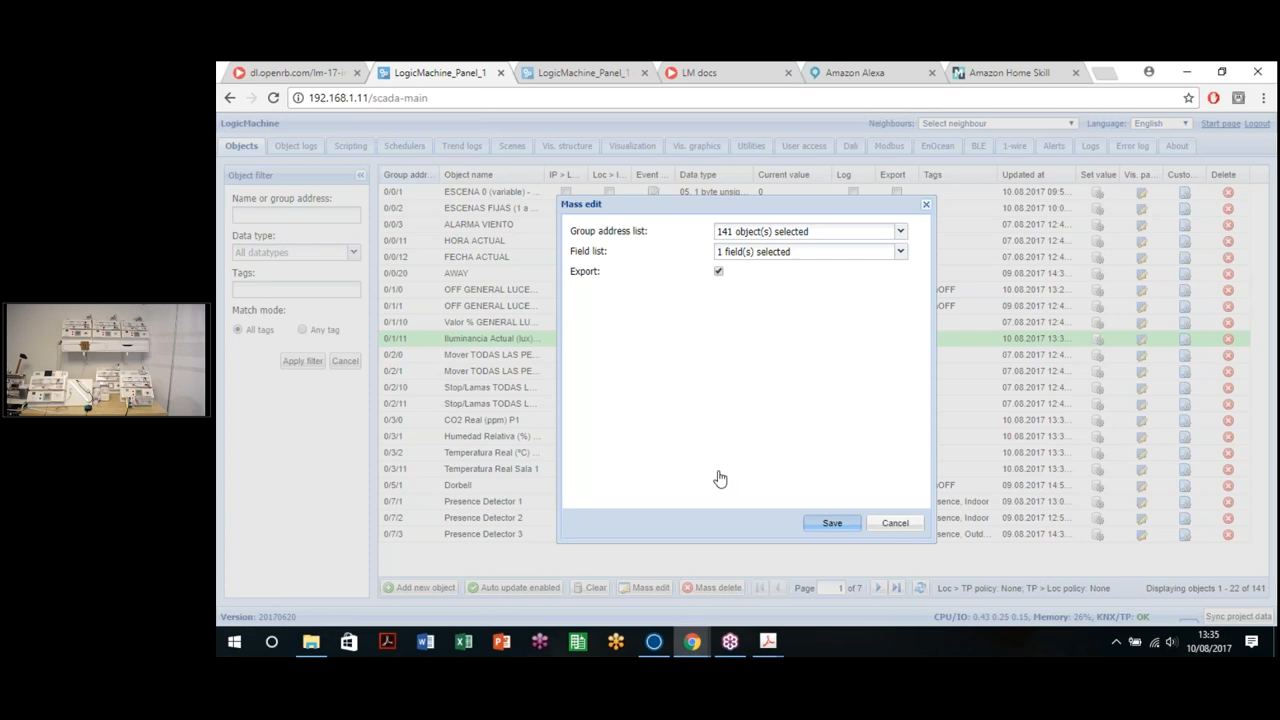 dl.openrb.com/lm-17-i
LogicMachine_Panel_1
LogicMachine_Panel_1
LM docs
Amazon Alexa
Amazon Home Skill
192.168.1.11/scada-main
LogicMachine
Neighbours: Select neighbour Language: English Start page Logout
Objects Object logs Scripting Schedulers Trend logs Scenes Vis. structure Visualization Vis. graphics Utilities User access Dali Modbus EnOcean BLE 1-wire Alerts Logs Error log About
Object filter
Name or group address:
Data type:
All datatypes
Tags:
Match mode:
All tags Any tag
Apply filter Cancel
Group addr... Object name IP > L... Loc > I... Event ... Data type Current value Log Export Tags Updated at Set value Vis. pa... Custo... Delete
0/0/1 ESCENA 0 (variable) -... 05. 1 byte unsig... 0 10.08.2017 09:5...
0/0/2 ESCENAS FIJAS (1 a ... 10.08.2017 10:0...
0/0/3 ALARMA VIENTO 07.08.2017 12:4...
0/0/11 HORA ACTUAL 07.08.2017 12:4...
0/0/12 FECHA ACTUAL 07.08.2017 12:4...
0/0/20 AWAY 09.08.2017 14:3...
0/1/0 OFF GENERAL LUCE... OFF 10.08.2017 13:2...
0/1/1 OFF GENERAL LUCE... OFF 07.08.2017 12:4...
0/1/10 Valor % GENERAL LU... 07.08.2017 12:4...
0/1/11 Iluminancia Actual (lux)... 10.08.2017 13:3...
0/2/0 Mover TODAS LAS PE... 07.08.2017 12:4...
0/2/1 Mover TODAS LAS PE... 07.08.2017 12:4...
0/2/10 Stop/Lamas TODAS L... 07.08.2017 12:4...
0/2/11 Stop/Lamas TODAS L... 07.08.2017 12:4...
0/3/0 CO2 Real (ppm) P1 10.08.2017 13:3...
0/3/1 Humedad Relativa (%) ... 10.08.2017 13:3...
0/3/2 Temperatura Real (ºC) ... 10.08.2017 13:3...
0/3/11 Temperatura Real Sala 1 10.08.2017 13:3...
0/5/1 Dorbell OFF 09.08.2017 14:5...
0/7/1 Presence Detector 1 sence, Indoor 09.08.2017 13:0...
0/7/2 Presence Detector 2 sence, Indoor 09.08.2017 12:5...
0/7/3 Presence Detector 3 sence, Outd... 09.08.2017 14:3...
Mass edit
Group address list: 141 object(s) selected
Field list: 1 field(s) selected
Export:
Save Cancel
Add new object Auto update enabled Clear Mass edit Mass delete Page 1 of 7 Loc > TP policy: None; TP > Loc policy: None Displaying objects 1 - 22 of 141
Version: 20170620 CPU/IO: 0.43 0.25 0.15, Memory: 26%, KNX/TP: OK Sync project data
13:35
10/08/2017